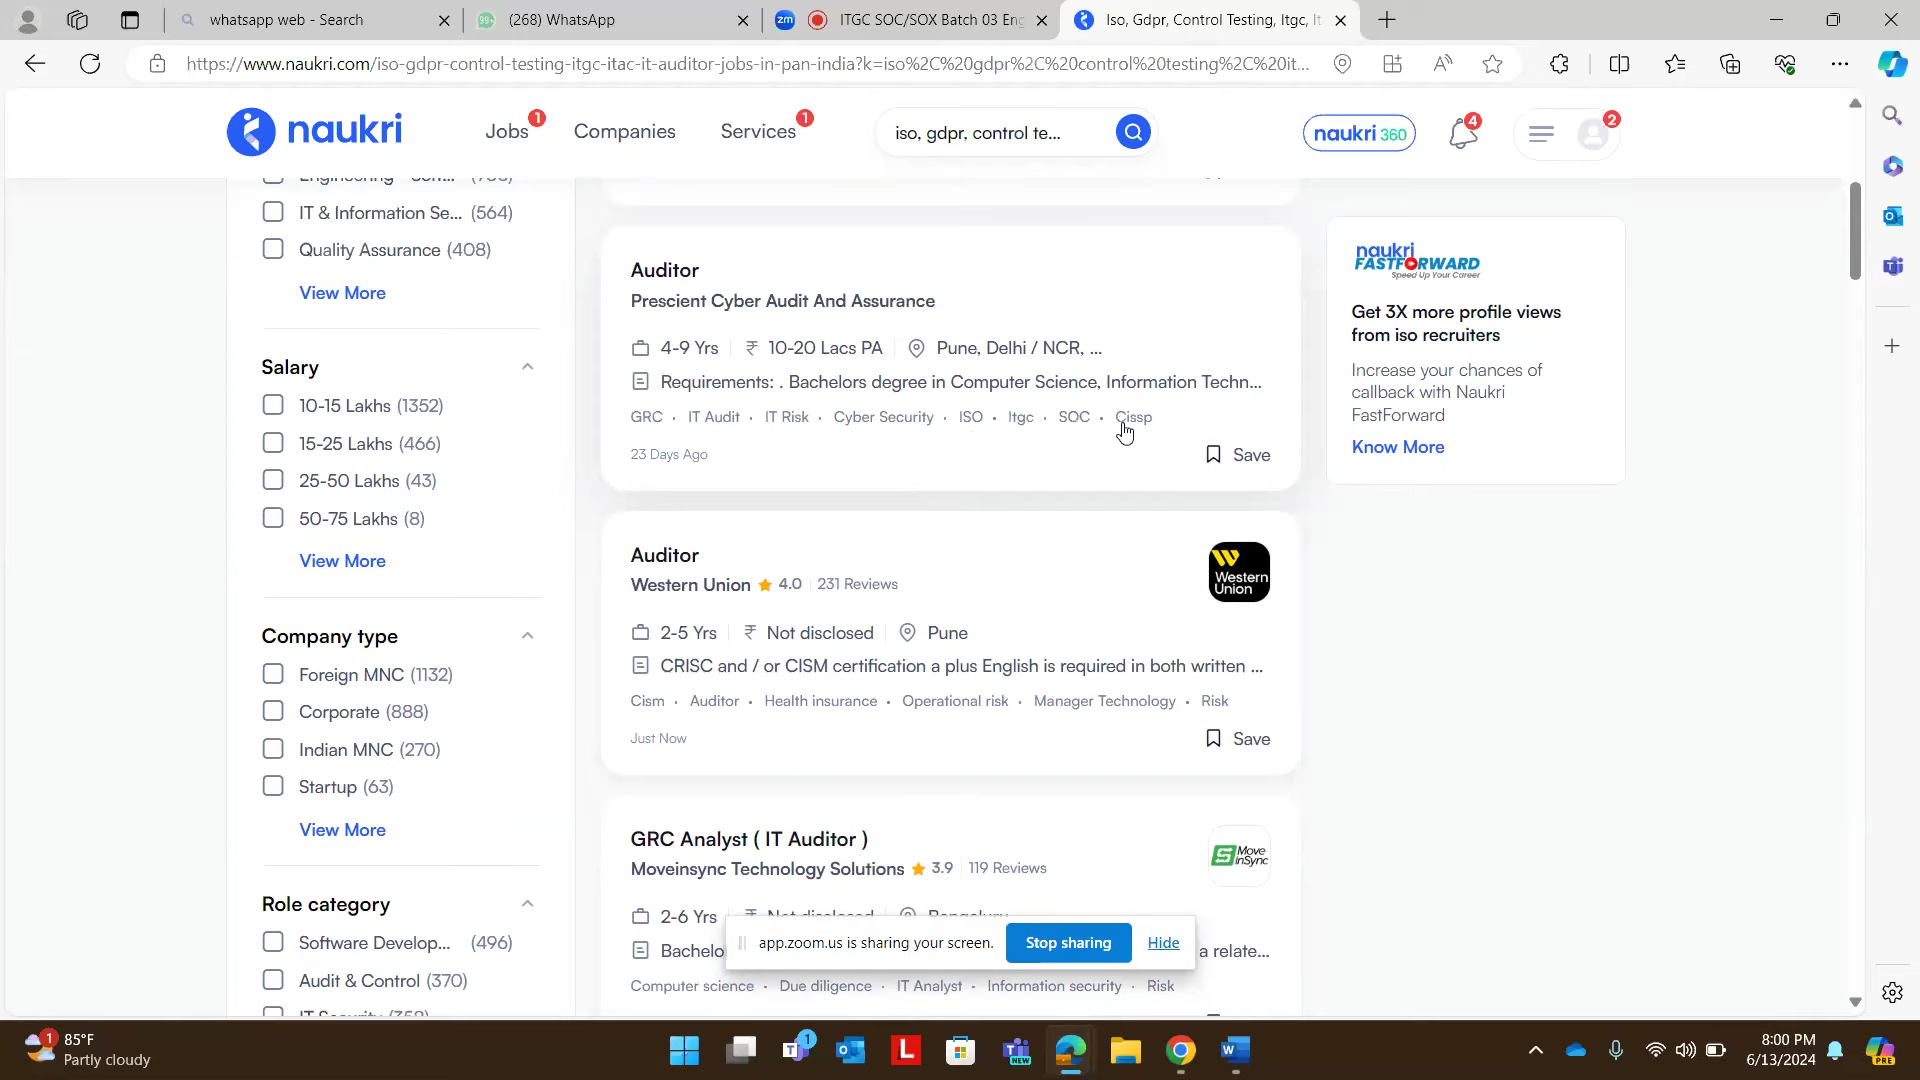 whatsapp web - Search
(268) WhatsApp
ITGC SOC/SOX Batch 03 Eng
Iso, Gdpr, Control Testing, Itgc, It
https://www.naukri.com/iso-gdpr-control-testing-itgc-itac-it-auditor-jobs-in-pan-india?k=iso%2C%20gdpr%2C%20control%20testing%2C%20it...
naukri
Jobs 1
Companies
Services 1
iso, gdpr, control te...
naukri 360
4
2
IT & Information Se... (564)
Quality Assurance (408)
View More
Salary
10-15 Lakhs (1352)
15-25 Lakhs (466)
25-50 Lakhs (43)
50-75 Lakhs (8)
View More
Company type
Foreign MNC (1132)
Corporate (888)
Indian MNC (270)
Startup (63)
View More
Role category
Software Develop... (496)
Audit & Control (370)
Auditor
Prescient Cyber Audit And Assurance
4-9 Yrs ₹ 10-20 Lacs PA Pune, Delhi / NCR, ...
Requirements: . Bachelors degree in Computer Science, Information Techn...
GRC · IT Audit · IT Risk · Cyber Security · ISO · Itgc · SOC · Cissp
23 Days Ago
Save
Auditor
Western Union 4.0 231 Reviews
Western Union
2-5 Yrs ₹ Not disclosed Pune
CRISC and / or CISM certification a plus English is required in both written ...
Cism · Auditor · Health insurance · Operational risk · Manager Technology · Risk
Just Now
Save
GRC Analyst ( IT Auditor )
Moveinsync Technology Solutions 3.9 119 Reviews
Move InSync
2-6 Yrs ₹ Not disclosed Bengaluru
a relate...
Computer science · Due diligence · IT Analyst · Information security · Risk
naukri
FASTFORWARD
Speed Up Your Career
Get 3X more profile views
from iso recruiters
Increase your chances of
callback with Naukri
FastForward
Know More
app.zoom.us is sharing your screen.
Stop sharing
Hide
85°F
Partly cloudy
8:00 PM
6/13/2024